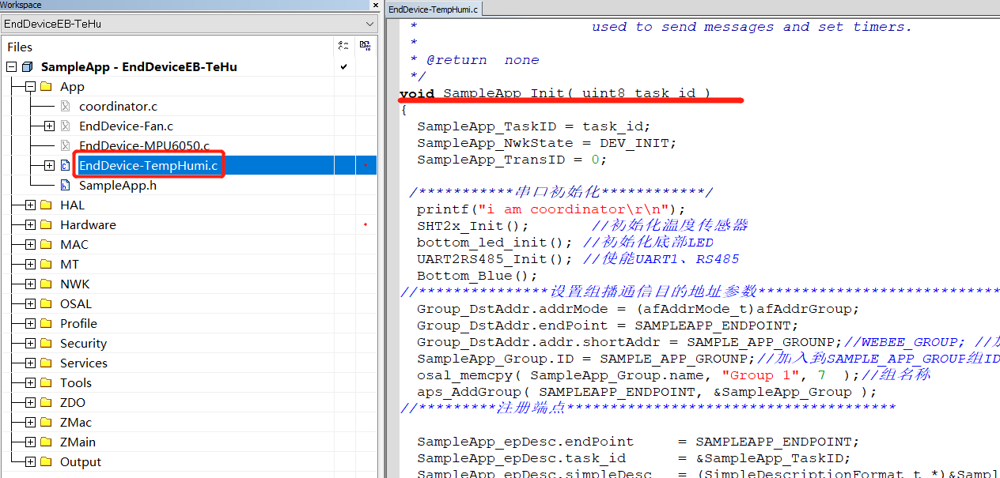 Workspace
EndDeviceEB-TeHu
Files
SampleApp - EndDeviceEB-TeHu
App
coordinator.c
EndDevice-Fan.c
EndDevice-MPU6050.c
EndDevice-TempHumi.c
SampleApp.h
HAL
Hardware
MAC
MT
NWK
OSAL
Profile
Security
Services
Tools
ZDO
ZMac
ZMain
Output
EndDevice-TempHumi.c
* used to send messages and set timers.
*
* @return none
*/
void SampleApp_Init( uint8 task_id )
{
SampleApp_TaskID = task_id;
SampleApp_NwkState = DEV_INIT;
SampleApp_TransID = 0;
/***********串口初始化************/
printf("i am coordinator\r\n");
SHT2x_Init(); //初始化温度传感器
bottom_led_init(); //初始化底部LED
UART2RS485_Init(); //使能UART1、RS485
Bottom_Blue();
//***************设置组播通信目的地址参数*****************************
Group_DstAddr.addrMode = (afAddrMode_t)afAddrGroup;
Group_DstAddr.endPoint = SAMPLEAPP_ENDPOINT;
Group_DstAddr.addr.shortAddr = SAMPLE_APP_GROUNP;//WEBEE_GROUP; //
SampleApp_Group.ID = SAMPLE_APP_GROUNP;//加入到SAMPLE_APP_GROUP组ID
osal_memcpy( SampleApp_Group.name, "Group 1", 7 );//组名称
aps_AddGroup( SAMPLEAPP_ENDPOINT, &SampleApp_Group );
//*********注册端点**************************************
SampleApp_epDesc.endPoint = SAMPLEAPP_ENDPOINT;
SampleApp_epDesc.task_id = &SampleApp_TaskID;
SampleApp_epDesc.simpleDesc = (SimpleDescriptionFormat_t *)&Sampl